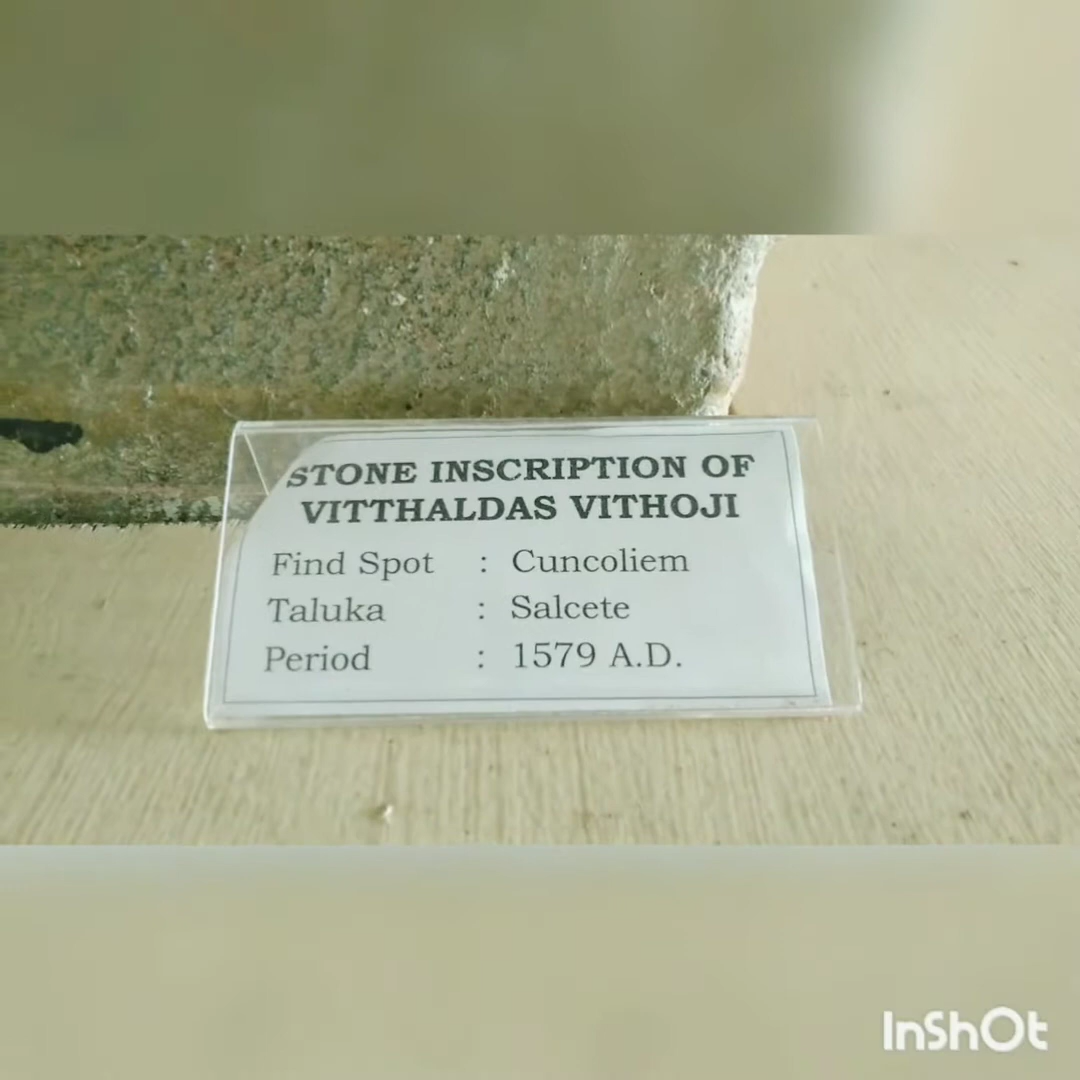 STONE INSCRIPTION OF
VITTHALDAS VITHOJI
Find Spot : Cuncoliem
Taluka : Salcete
Period : 1579 A.D.
InShOt